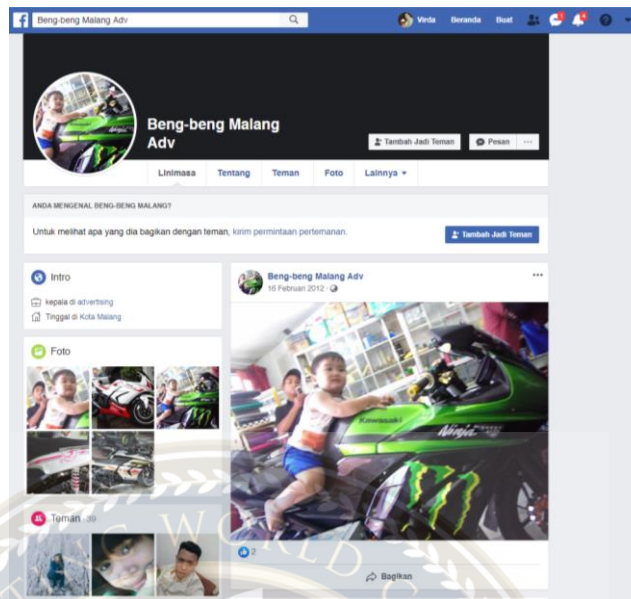 Beng-beng Malang Adv
Virda Beranda Buat
Beng-beng Malang
Adv
Tambah Jadi Teman
Pesan
Linimasa Tentang Teman Foto Lainnya
ANDA MENGENAL BENG-BENG MALANG?
Untuk melihat apa yang dia bagikan dengan teman, kirim permintaan pertemanan.
Tambah Jadi Teman
Intro
kepala di advertising
Tinggal di Kota Malang
Foto
Teman · 39
Beng-beng Malang Adv
16 Februari 2012
Kawasaki
Ninja
2
Bagikan
WORLD